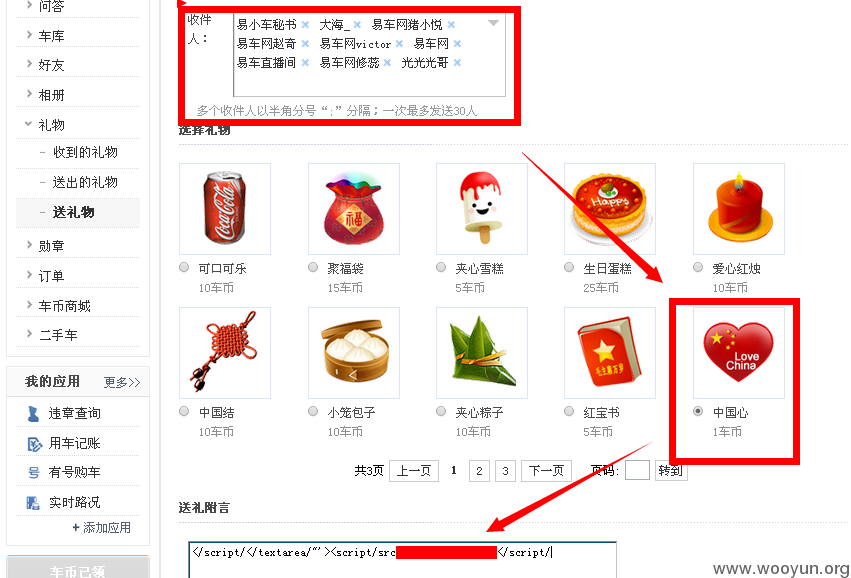 问答
车库
好友
相册
礼物
- 收到的礼物
- 送出的礼物
- 送礼物
勋章
订单
车币商城
二手车
我的应用 更多>>
违章查询
用车记账
有号购车
实时路况
+ 添加应用
车币已领
收件人：
易小车秘书 × 大海_ × 易车网猪小悦 ×
易车网赵奇 × 易车网victor × 易车网 ×
易车直播间 × 易车网修蕊 × 光光光哥 ×
多个收件人以半角分号“;”分隔；一次最多发送30人
选择礼物
Coca-Cola
福
Happy
可口可乐 聚福袋 夹心雪糕 生日蛋糕 爱心红烛
10车币 15车币 5车币 25车币 10车币
毛主席万岁
Love
China
中国结 小笼包子 夹心粽子 红宝书 中国心
10车币 10车币 10车币 5车币 1车币
共3页 上一页 1 2 3 下一页 页码: 转到
送礼附言
</script/</textarea/"'><script/src</script/
www.wooyun.org